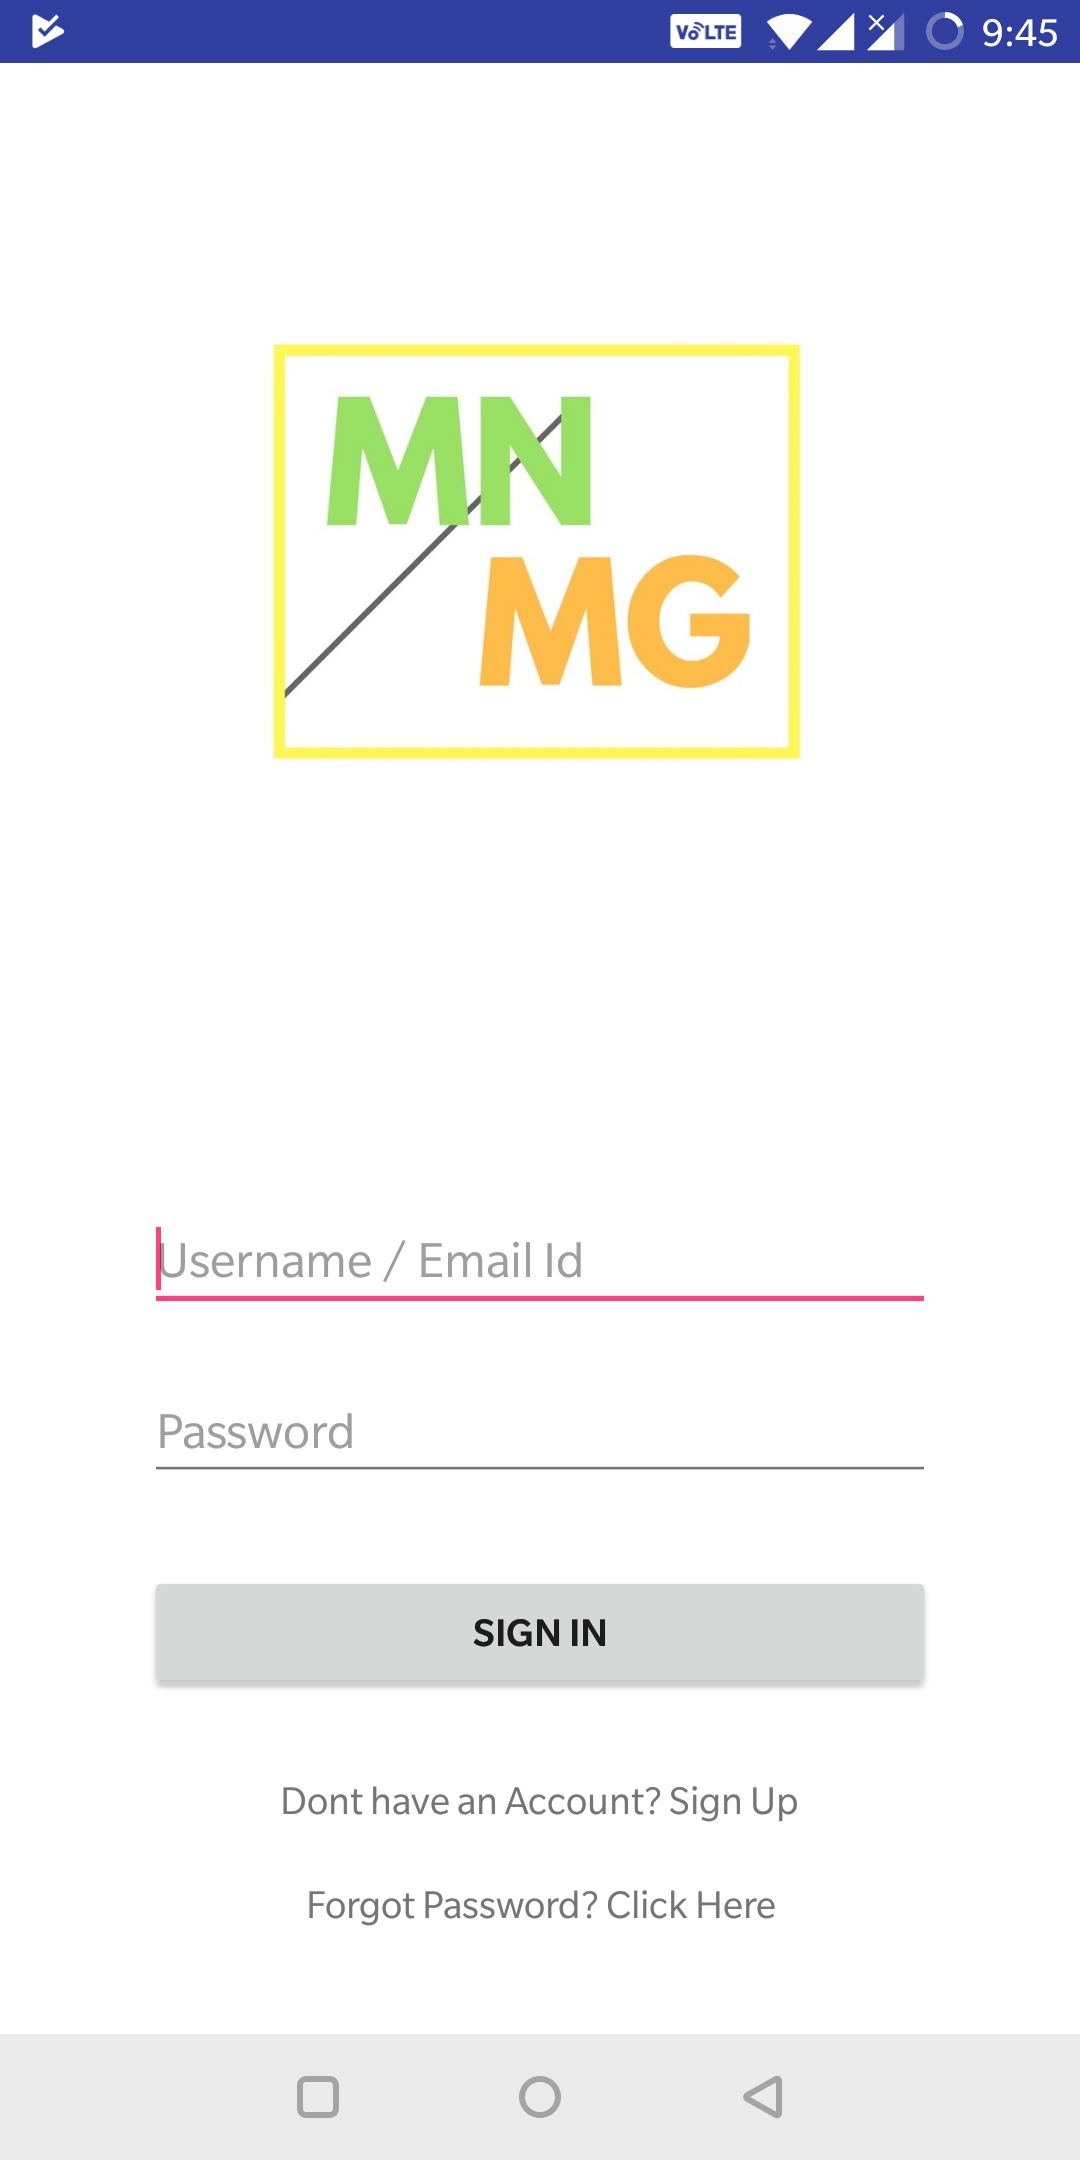 VoLTE 9:45
MN
MG
Username / Email Id
Password
SIGN IN
Dont have an Account? Sign Up
Forgot Password? Click Here